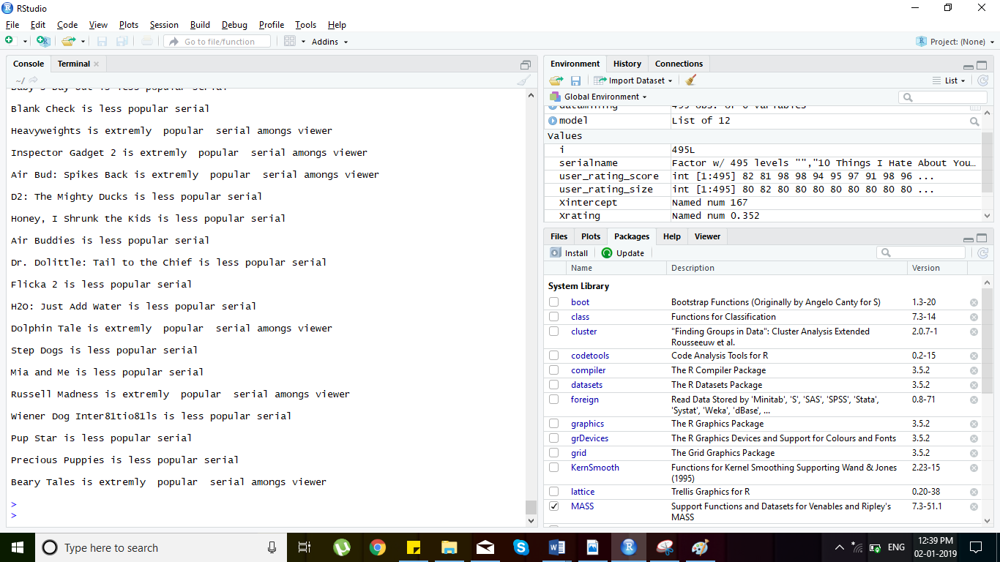 RStudio
File Edit Code View Plots Session Build Debug Profile Tools Help
Go to file/function Addins Project: (None)
Console Terminal
~/
Baby's Day Out is less popular serial
Blank Check is less popular serial
Heavyweights is extremly  popular  serial amongs viewer
Inspector Gadget 2 is extremly  popular  serial amongs viewer
Air Bud: Spikes Back is extremly  popular  serial amongs viewer
D2: The Mighty Ducks is less popular serial
Honey, I Shrunk the Kids is less popular serial
Air Buddies is less popular serial
Dr. Dolittle: Tail to the Chief is less popular serial
Flicka 2 is less popular serial
H2O: Just Add Water is less popular serial
Dolphin Tale is extremly  popular  serial amongs viewer
Step Dogs is less popular serial
Mia and Me is less popular serial
Russell Madness is extremly  popular  serial amongs viewer
Wiener Dog Inter81tio81ls is less popular serial
Pup Star is less popular serial
Precious Puppies is less popular serial
Beary Tales is extremly  popular  serial amongs viewer
>
>
Environment History Connections
Import Dataset List
Global Environment
datamining 495 obs. of 6 variables
model List of 12
Values
i 495L
serialname Factor w/ 495 levels "","10 Things I Hate About You…
user_rating_score int [1:495] 82 81 98 98 94 95 97 91 98 96 ...
user_rating_size int [1:495] 80 82 80 80 80 80 80 80 80 80 ...
Xintercept Named num 167
Xrating Named num 0.352
Files Plots Packages Help Viewer
Install Update
Name Description Version
System Library
boot Bootstrap Functions (Originally by Angelo Canty for S) 1.3-20
class Functions for Classification 7.3-14
cluster "Finding Groups in Data": Cluster Analysis Extended 2.0.7-1
Rousseeuw et al.
codetools Code Analysis Tools for R 0.2-15
compiler The R Compiler Package 3.5.2
datasets The R Datasets Package 3.5.2
foreign Read Data Stored by 'Minitab', 'S', 'SAS', 'SPSS', 'Stata', 0.8-71
'Systat', 'Weka', 'dBase', ...
graphics The R Graphics Package 3.5.2
grDevices The R Graphics Devices and Support for Colours and Fonts 3.5.2
grid The Grid Graphics Package 3.5.2
KernSmooth Functions for Kernel Smoothing Supporting Wand & Jones 2.23-15
(1995)
lattice Trellis Graphics for R 0.20-38
MASS Support Functions and Datasets for Venables and Ripley's 7.3-51.1
MASS
Type here to search
ENG 12:39 PM
02-01-2019